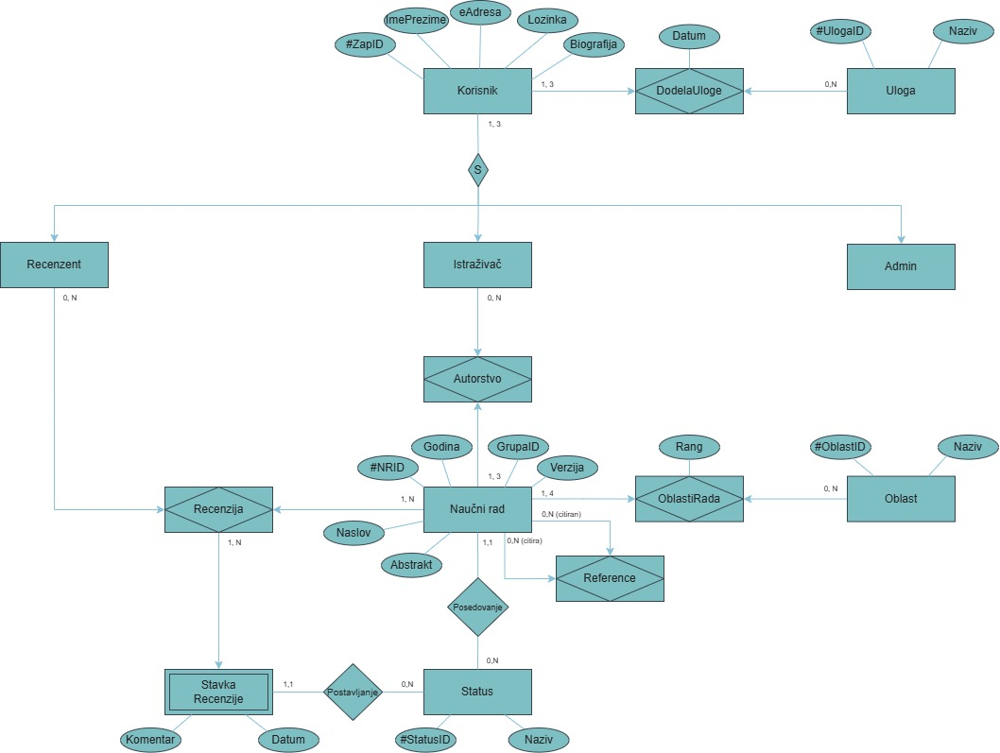 ImePrezime
eAdresa
Lozinka
#ZapID
Biografija
Datum
#UlogaID
Naziv
Korisnik
1, 3
DodelaUloge
0,N
Uloga
1, 3
S
Recenzent
Istraživač
Admin
0, N
0, N
Autorstvo
Godina
GrupaID
Rang
#OblastID
Naziv
#NRID
Verzija
1, 3
1, N
Naučni rad
1, 4
OblastiRada
0, N
Oblast
Recenzija
0,N (citiran)
Naslov
1, N
1,1
0,N (citira)
Abstrakt
Reference
Posedovanje
0,N
Stavka
Recenzije
1,1
Postavljanje
0,N
Status
Komentar
Datum
#StatusID
Naziv